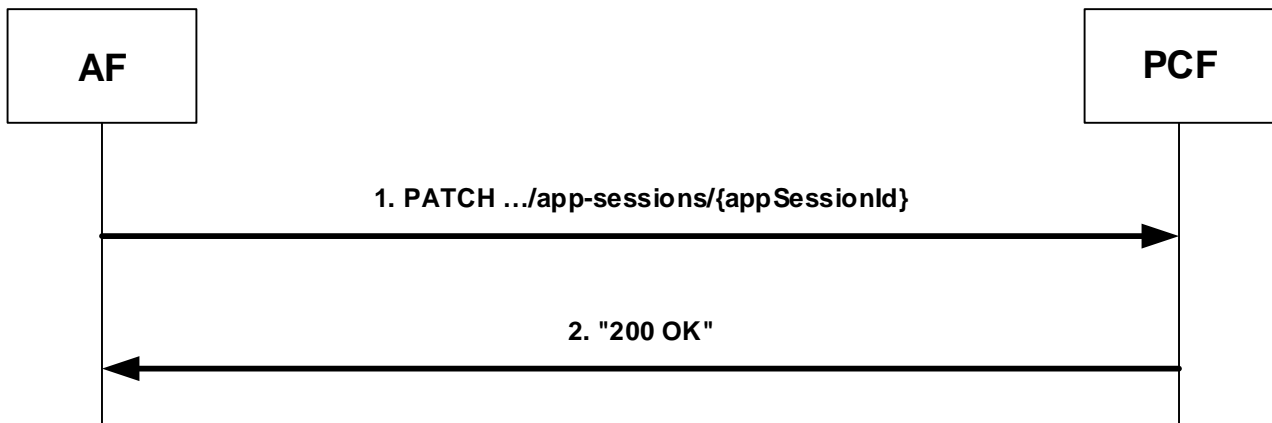 AF
PCF
1. PATCH …/app-sessions/{appSessionId}
2. "200 OK"